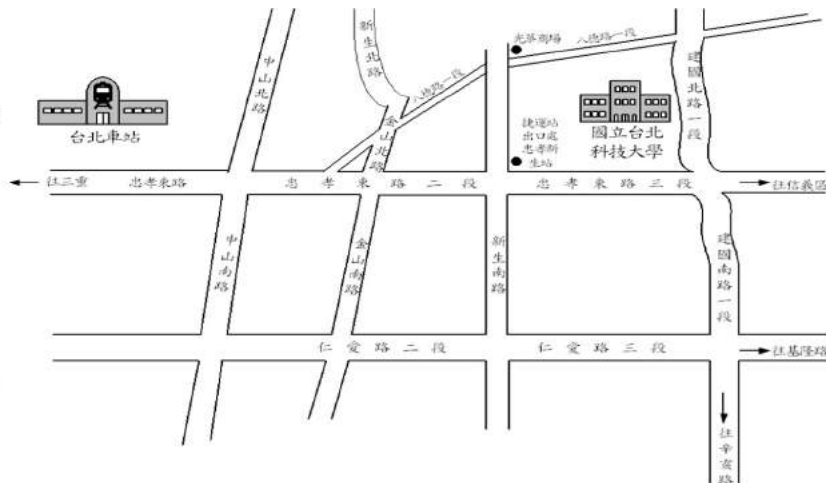 中山北路
新生北路
光華商場
八德路一段
建國北路一段
台北車站
八德路一段
金山北路
捷運站
出口處
忠孝新
生站
國立台北
科技大學
往三重
忠孝東路
忠孝東路二段
忠孝東路三段
往信義區
中山南路
金山南路
新生南路
建國南路一段
仁愛路二段
仁愛路三段
往基隆路
往辛亥路